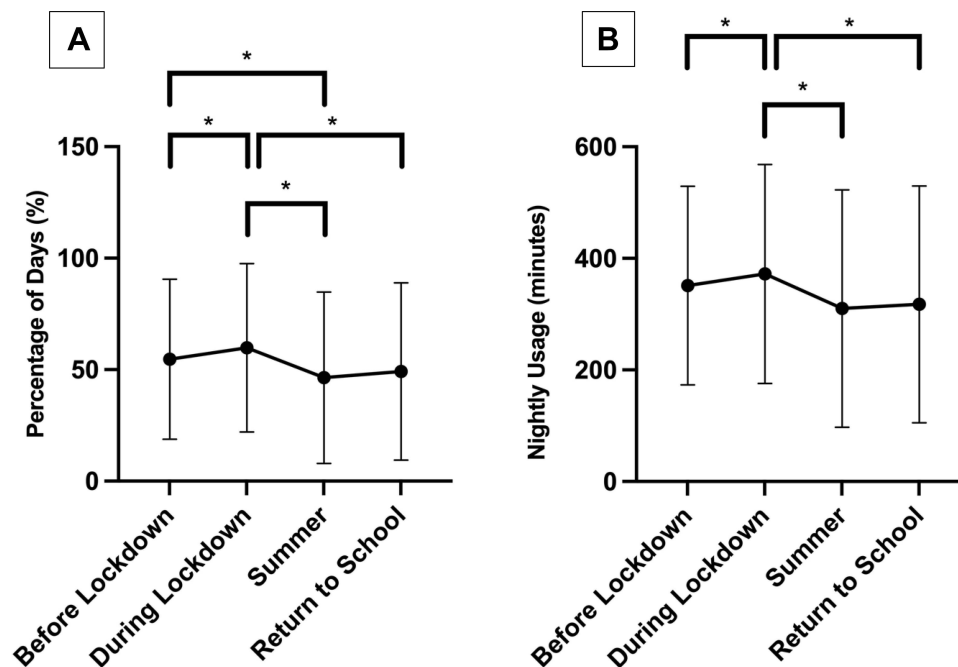 A
*
*
*
*
150
100
50
0
Percentage of Days (%)
Before Lockdown
During Lockdown
Summer
Return to School
B
*
*
*
600
400
200
0
Nightly Usage (minutes)
Before Lockdown
During Lockdown
Summer
Return to School